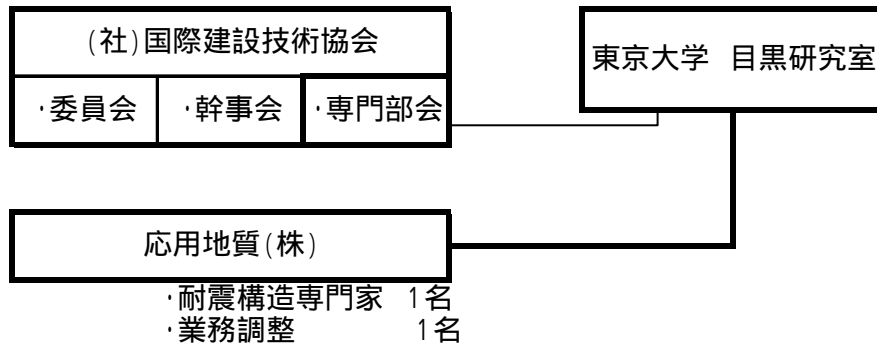 (社)国際建設技術協会
東京大学 目黒研究室
・委員会 ・幹事会 ・専門部会
応用地質(株)
・耐震構造専門家 1名
・業務調整 1名